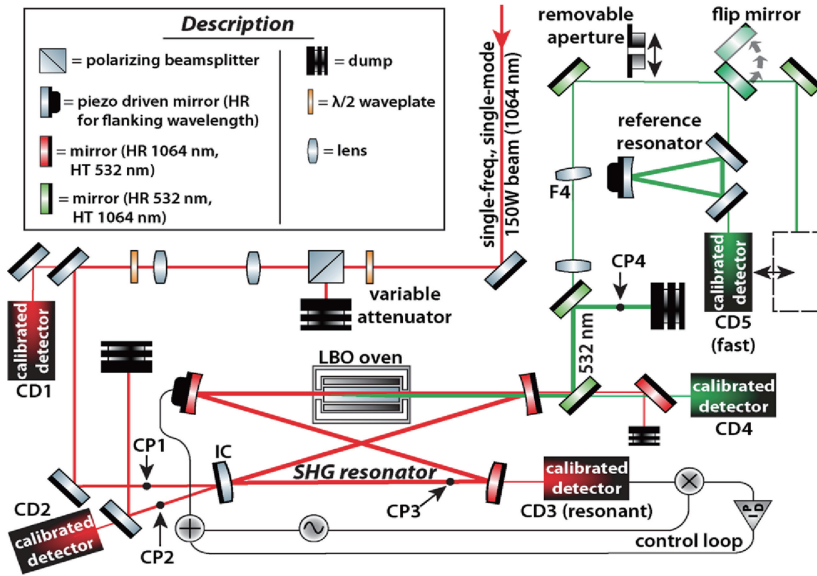 Description
= polarizing beamsplitter
= piezo driven mirror (HR
for flanking wavelength)
= mirror (HR 1064 nm,
HT 532 nm)
= mirror (HR 532 nm,
HT 1064 nm)
= dump
= λ/2 waveplate
= lens
single-freq., single-mode
150W beam (1064 nm)
removable
aperture
flip mirror
reference
resonator
F4
CP4
calibrated
detector
CD5
(fast)
variable
attenuator
532 nm
calibrated
detector
CD1
LBO oven
calibrated
detector
CD4
CP1
IC
SHG resonator
CP3
calibrated
detector
CD3 (resonant)
CD2
calibrated
detector
CP2
control loop
P
I D